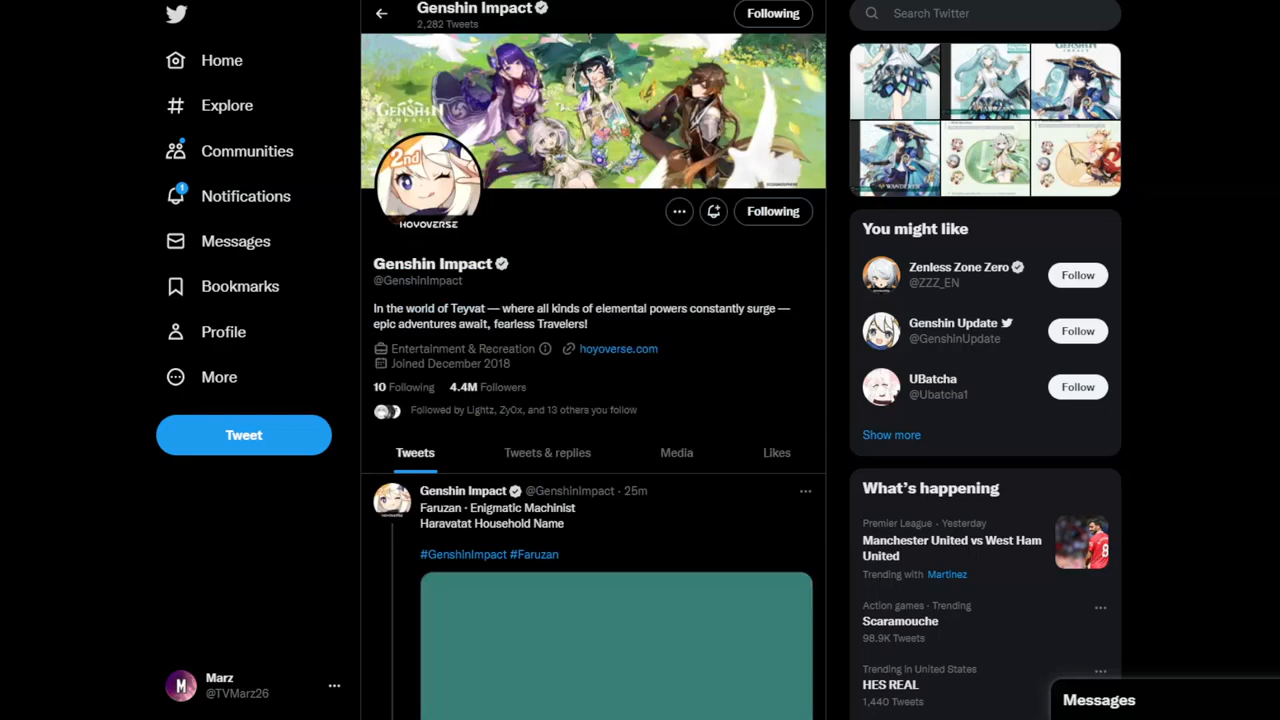 Home
Explore
Communities
1
Notifications
Messages
Bookmarks
Profile
More
Tweet
Marz
@TVMarz26
Genshin Impact
2,282 Tweets
Following
GENSHIN
IMPACT
2nd
HOYOVERSE
Following
Genshin Impact
@GenshinImpact
In the world of Teyvat — where all kinds of elemental powers constantly surge —
epic adventures await, fearless Travelers!
Entertainment & Recreation
hoyoverse.com
Joined December 2018
10 Following 4.4M Followers
Followed by Lightz, ZyOx, and 13 others you follow
Tweets Tweets & replies Media Likes
Genshin Impact @GenshinImpact · 25m
Faruzan · Enigmatic Machinist
Haravatat Household Name
#GenshinImpact #Faruzan
Search Twitter
WANDERER
You might like
Zenless Zone Zero
@ZZZ_EN
Follow
Genshin Update
@GenshinUpdate
Follow
UBatcha
@Ubatcha1
Follow
Show more
What's happening
Premier League · Yesterday
Manchester United vs West Ham
United
Trending with Martinez
8
Action games · Trending
Scaramouche
98.9K Tweets
Trending in United States
HES REAL
1,440 Tweets
Messages